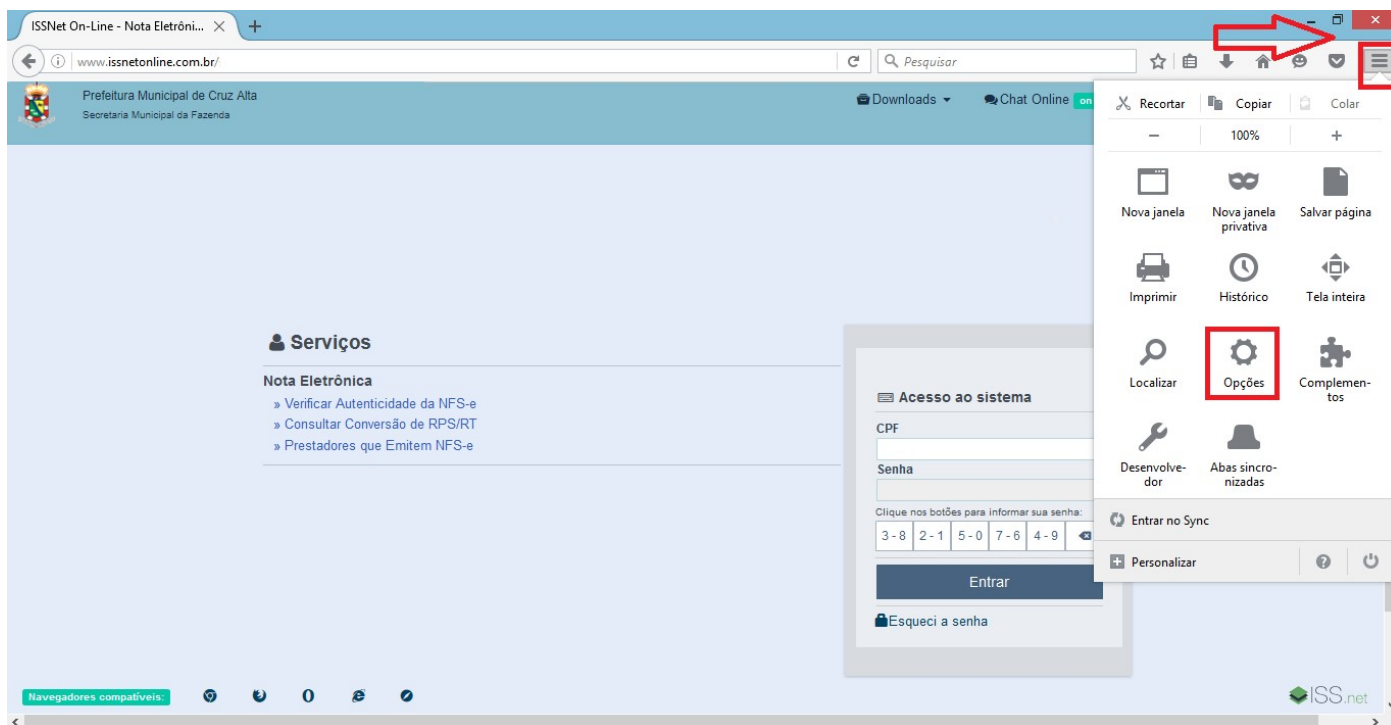 ISSNet On-Line - Nota Eletrôni...
www.issnetonline.com.br/
Pesquisar
Prefeitura Municipal de Cruz Alta
Secretaria Municipal da Fazenda
Downloads
Chat Online on
Recortar
Copiar
Colar
100%
Nova janela
Nova janela
privativa
Salvar página
Imprimir
Histórico
Tela inteira
Localizar
Opções
Complemen-
tos
Desenvolve-
dor
Abas sincro-
nizadas
Entrar no Sync
Personalizar
Serviços
Nota Eletrônica
» Verificar Autenticidade da NFS-e
» Consultar Conversão de RPS/RT
» Prestadores que Emitem NFS-e
Acesso ao sistema
CPF
Senha
Clique nos botões para informar sua senha:
3 - 8 2 - 1 5 - 0 7 - 6 4 - 9
Entrar
Esqueci a senha
Navegadores compatíveis:
ISS.net